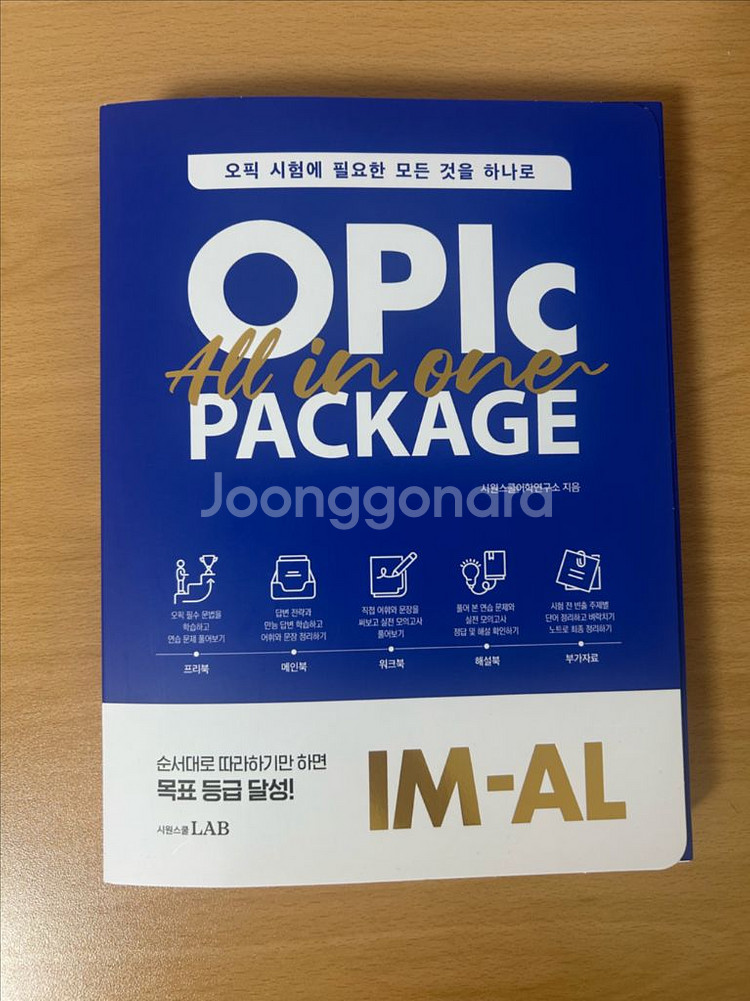 오픽 시험에 필요한 모든 것을 하나로
OPIc
All in one
PACKAGE
시원스쿨어학연구소 지음
Joonggonara
오픽 필수 문법을
학습하고
연습 문제 풀어보기
프리북
답변 전략과
만능 답변 학습하고
어휘와 문장 정리하기
메인북
직접 어휘와 문장을
써보고 실전 모의고사
풀어보기
워크북
풀어 본 연습 문제와
실전 모의고사
정답 및 해설 확인하기
해설북
시험 전 빈출 주제별
단어 정리하고 벼락치기
노트로 최종 정리하기
부가자료
순서대로 따라하기만 하면
목표 등급 달성!
시원스쿨 LAB
IM-AL